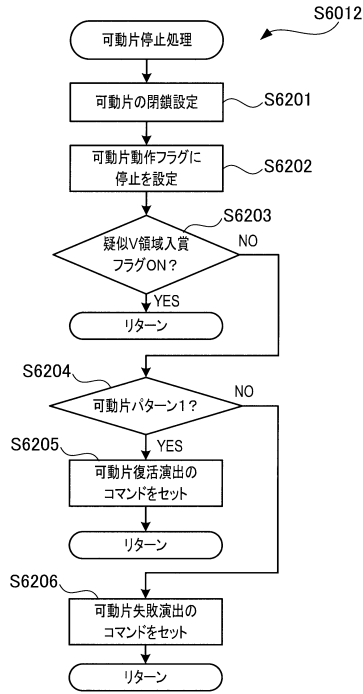 S6012
可動片停止処理
可動片の閉鎖設定
S6201
可動片動作フラグに
停止を設定
S6202
S6203
疑似V領域入賞
フラグON?
NO
YES
リターン
S6204
可動片パターン1?
NO
YES
S6205
可動片復活演出の
コマンドをセット
リターン
S6206
可動片失敗演出の
コマンドをセット
リターン